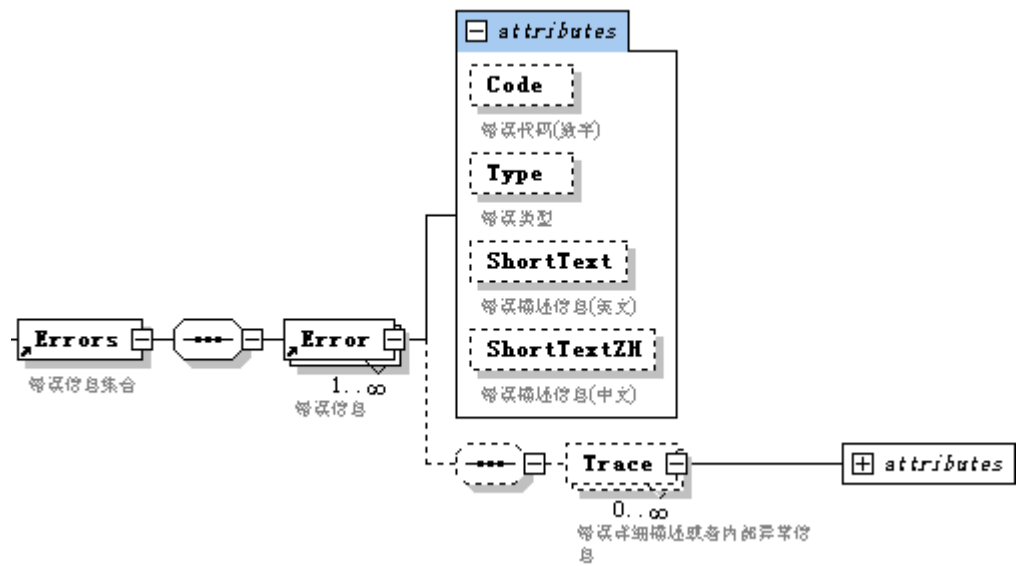 attributes
Code
错误代码(数字)
Type
错误类型
ShortText
错误描述信息(英文)
ShortTextZH
错误描述信息(中文)
Errors
错误信息集合
Error
1..∞
错误信息
Trace
0..∞
错误详细描述或者内部异常信
息
attributes